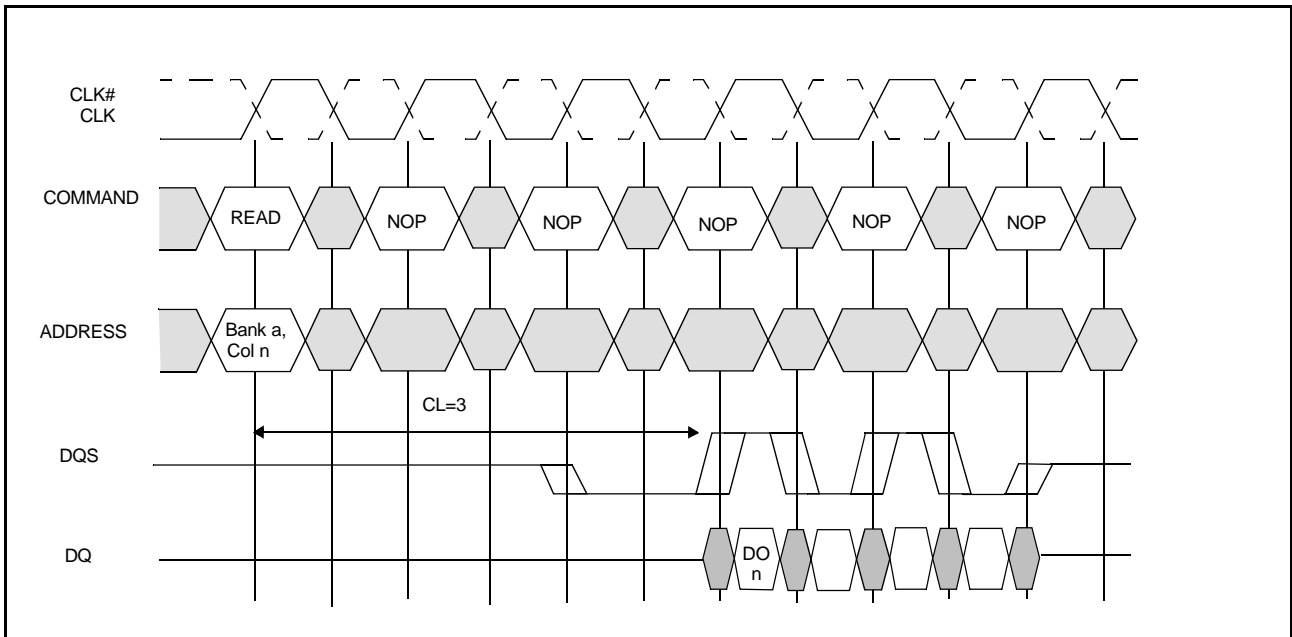 CLK#
CLK
COMMAND
READ
NOP
NOP
NOP
NOP
NOP
ADDRESS
Bank a,
Col n
CL=3
DQS
DQ
DO
n